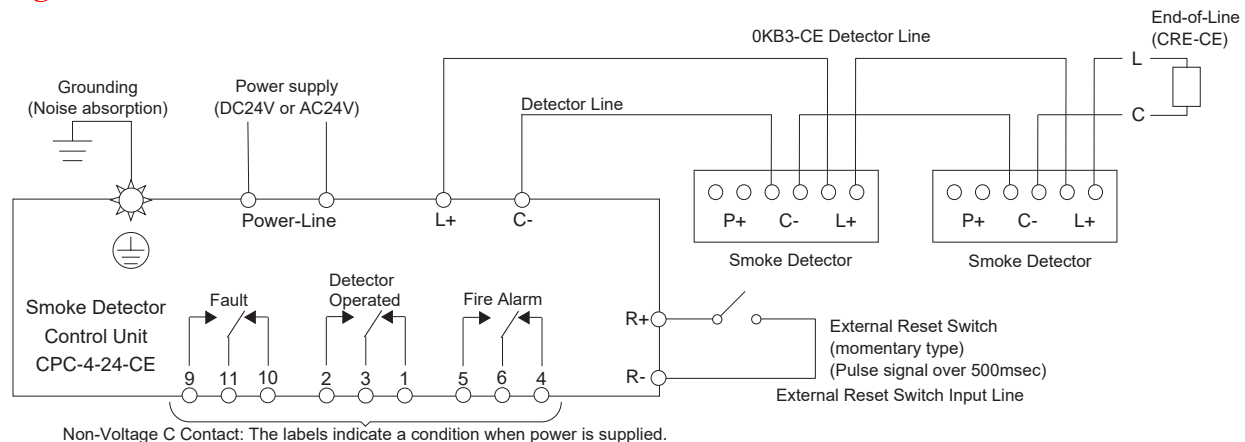 End-of-Line
(CRE-CE)
0KB3-CE Detector Line
L
Grounding
(Noise absorption)
Power supply
(DC24V or AC24V)
Detector Line
C
P+ C- L+
P+ C- L+
Power-Line
L+
C-
Smoke Detector
Smoke Detector
Smoke Detector
Control Unit
CPC-4-24-CE
Fault
Detector
Operated
Fire Alarm
R+
R-
External Reset Switch
(momentary type)
(Pulse signal over 500msec)
External Reset Switch Input Line
9 11 10 2 3 1 5 6 4
Non-Voltage C Contact: The labels indicate a condition when power is supplied.